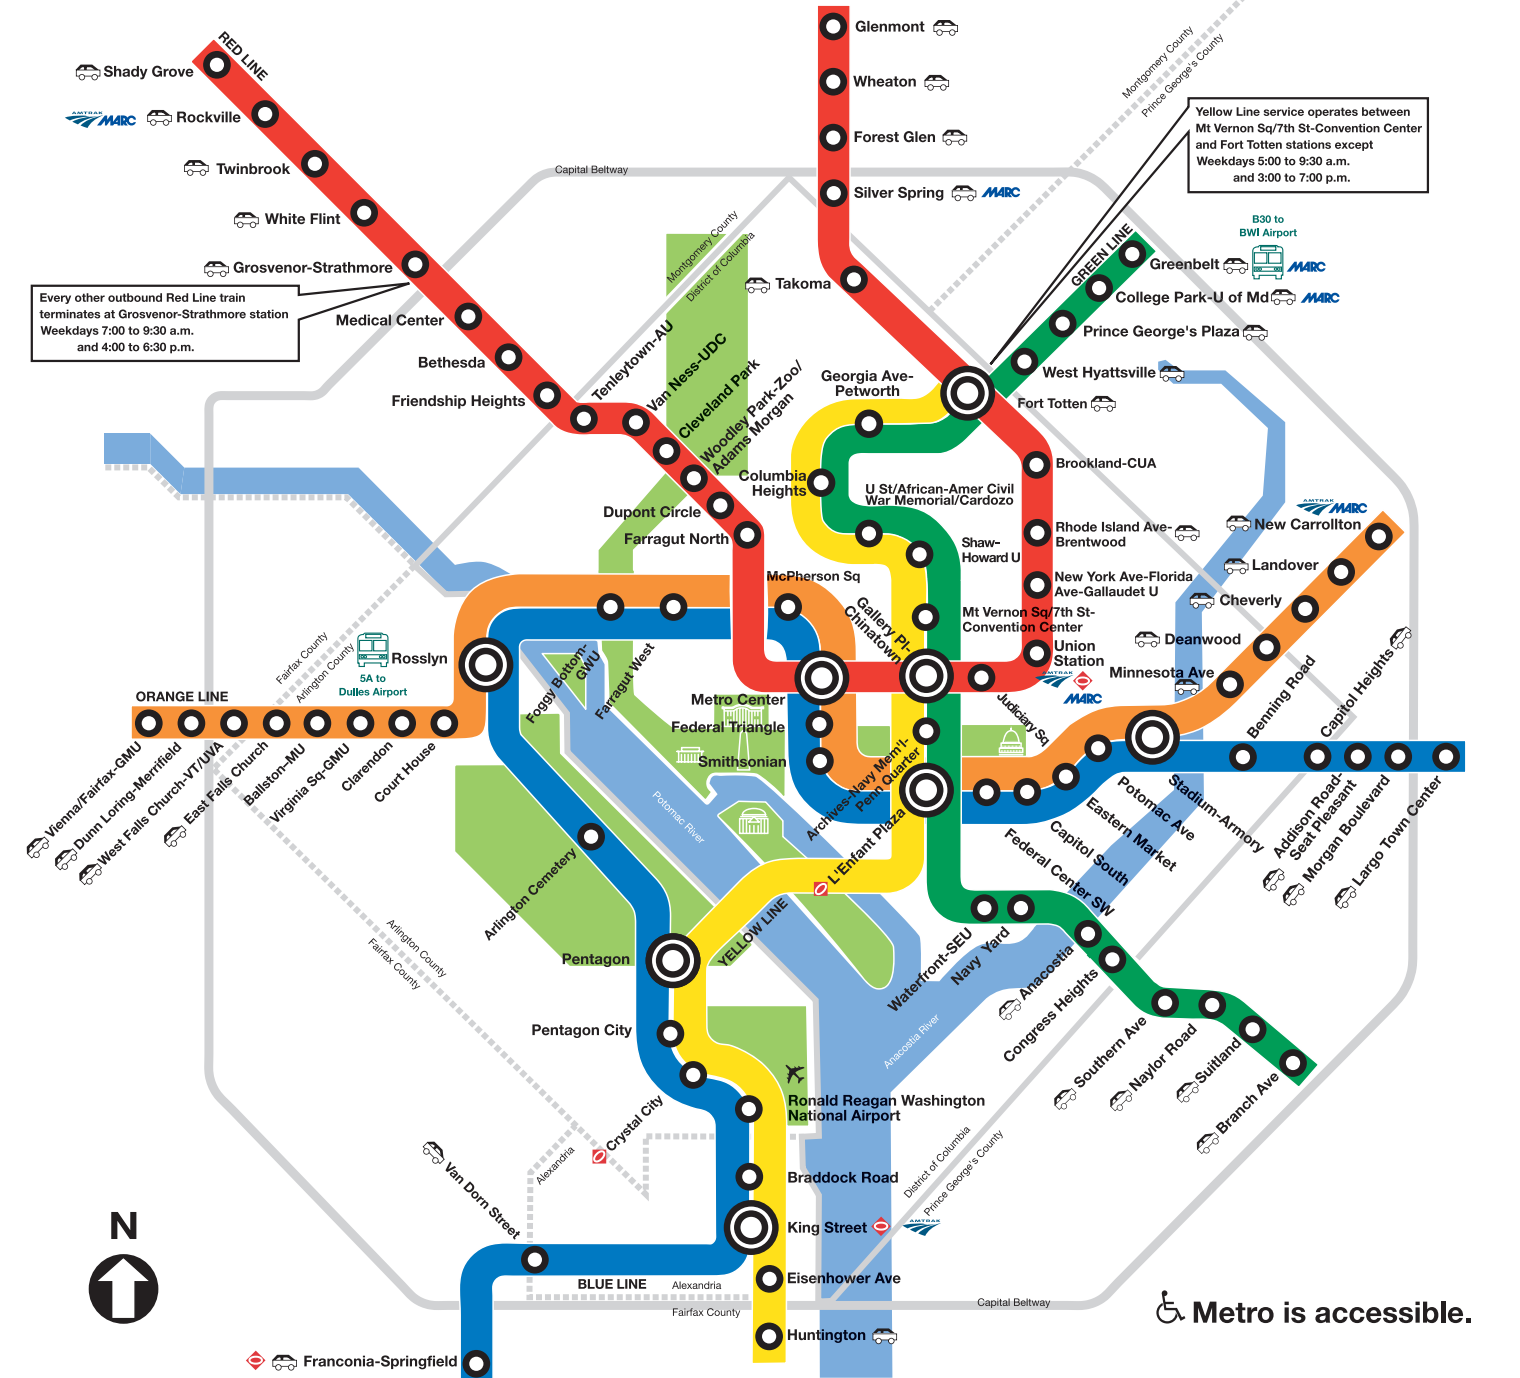 Glenmont
Wheaton
Forest Glen
Silver Spring
MARC
Takoma
RED LINE
Shady Grove
AMTRAK
MARC
Rockville
Twinbrook
White Flint
Grosvenor-Strathmore
Every other outbound Red Line train
terminates at Grosvenor-Strathmore station
Weekdays 7:00 to 9:30 a.m.
and 4:00 to 6:30 p.m.
Medical Center
Bethesda
Friendship Heights
Tenleytown-AU
Van Ness-UDC
Cleveland Park
Woodley Park-Zoo/
Adams Morgan
Dupont Circle
Farragut North
Capital Beltway
Montgomery County
District of Columbia
Montgomery County
Prince George's County
Yellow Line service operates between
Mt Vernon Sq/7th St-Convention Center
and Fort Totten stations except
Weekdays 5:00 to 9:30 a.m.
and 3:00 to 7:00 p.m.
B30 to
BWI Airport
GREEN LINE
Greenbelt
MARC
College Park-U of Md
MARC
Prince George's Plaza
West Hyattsville
Fort Totten
Georgia Ave-
Petworth
Columbia
Heights
U St/African-Amer Civil
War Memorial/Cardozo
Shaw-
Howard U
Mt Vernon Sq/7th St-
Convention Center
Brookland-CUA
Rhode Island Ave-
Brentwood
New York Ave-Florida
Ave-Gallaudet U
Union
Station
AMTRAK
MARC
Judiciary Sq
Gallery Pl-
Chinatown
McPherson Sq
Metro Center
Federal Triangle
Smithsonian
Archives-Navy Mem'l-
Penn Quarter
L'Enfant Plaza
AMTRAK
MARC
New Carrollton
Landover
Cheverly
Deanwood
Minnesota Ave
Benning Road
Capitol Heights
Fairfax County
Arlington County
5A to
Dulles Airport
Rosslyn
Foggy Bottom-
GWU
Farragut West
ORANGE LINE
Vienna/Fairfax-GMU
Dunn Loring-Merrifield
West Falls Church-VT/UVA
East Falls Church
Ballston-MU
Virginia Sq-GMU
Clarendon
Court House
Potomac River
Federal Center SW
Capitol South
Eastern Market
Potomac Ave
Stadium-Armory
Addison Road-
Seat Pleasant
Morgan Boulevard
Largo Town Center
Arlington Cemetery
Arlington County
Fairfax County
Pentagon
YELLOW LINE
Pentagon City
Crystal City
Ronald Reagan Washington
National Airport
Waterfront-SEU
Navy Yard
Anacostia
Congress Heights
Southern Ave
Naylor Road
Suitland
Branch Ave
Anacostia River
District of Columbia
Prince George's County
Alexandria
Van Dorn Street
Braddock Road
King Street
AMTRAK
Eisenhower Ave
Huntington
BLUE LINE
Alexandria
Fairfax County
Capital Beltway
Franconia-Springfield
N
Metro is accessible.